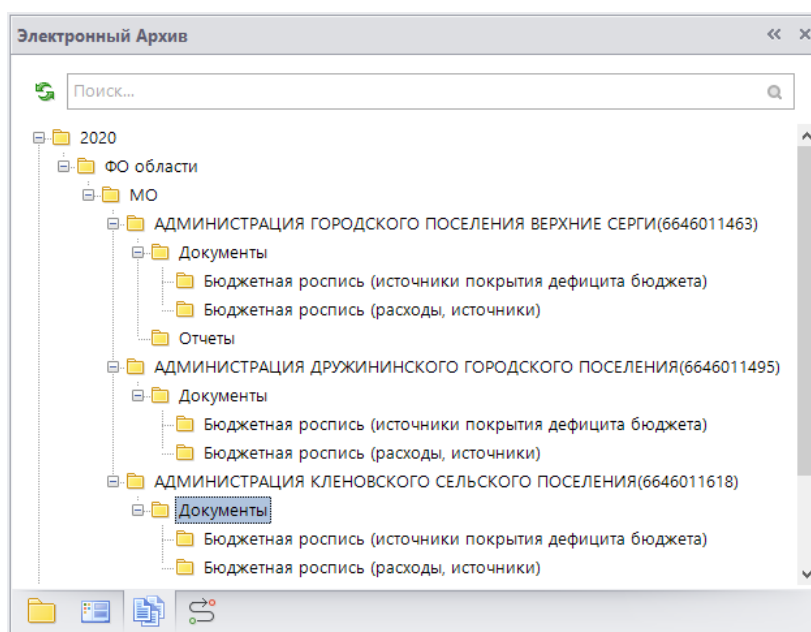 Электронный Архив
Поиск...
2020
ФО области
МО
АДМИНИСТРАЦИЯ ГОРОДСКОГО ПОСЕЛЕНИЯ ВЕРХНИЕ СЕРГИ(6646011463)
Документы
Бюджетная роспись (источники покрытия дефицита бюджета)
Бюджетная роспись (расходы, источники)
Отчеты
АДМИНИСТРАЦИЯ ДРУЖИНИНСКОГО ГОРОДСКОГО ПОСЕЛЕНИЯ(6646011495)
Документы
Бюджетная роспись (источники покрытия дефицита бюджета)
Бюджетная роспись (расходы, источники)
АДМИНИСТРАЦИЯ КЛЕНОВСКОГО СЕЛЬСКОГО ПОСЕЛЕНИЯ(6646011618)
Документы
Бюджетная роспись (источники покрытия дефицита бюджета)
Бюджетная роспись (расходы, источники)